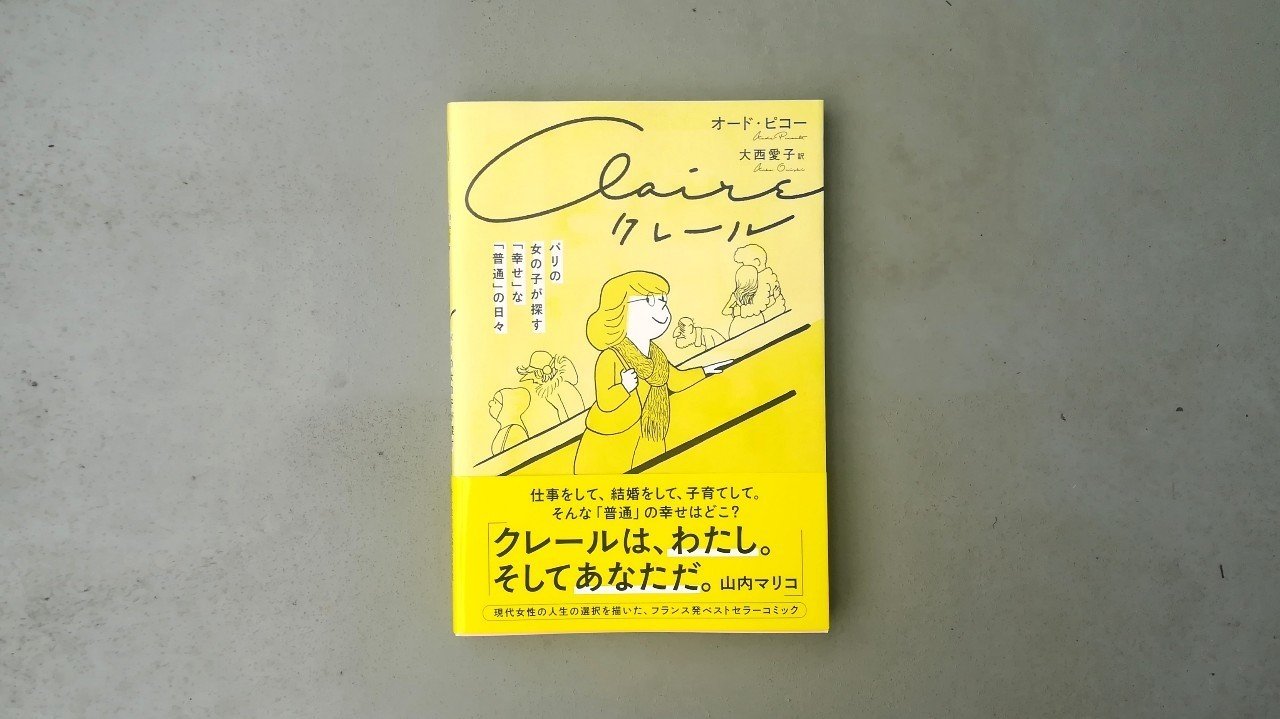 オード・ピコー
Aude Picault
大西愛子 訳
Aiko Onishi
Claire
クレール
パリの
女の子が探す
「幸せ」な
「普通」の日々
仕事をして、結婚をして、子育てして。
そんな「普通」の幸せはどこ?
「クレールは、わたし。
そしてあなただ。」山内マリコ
現代女性の人生の選択を描いた、フランス発ベストセラーコミック